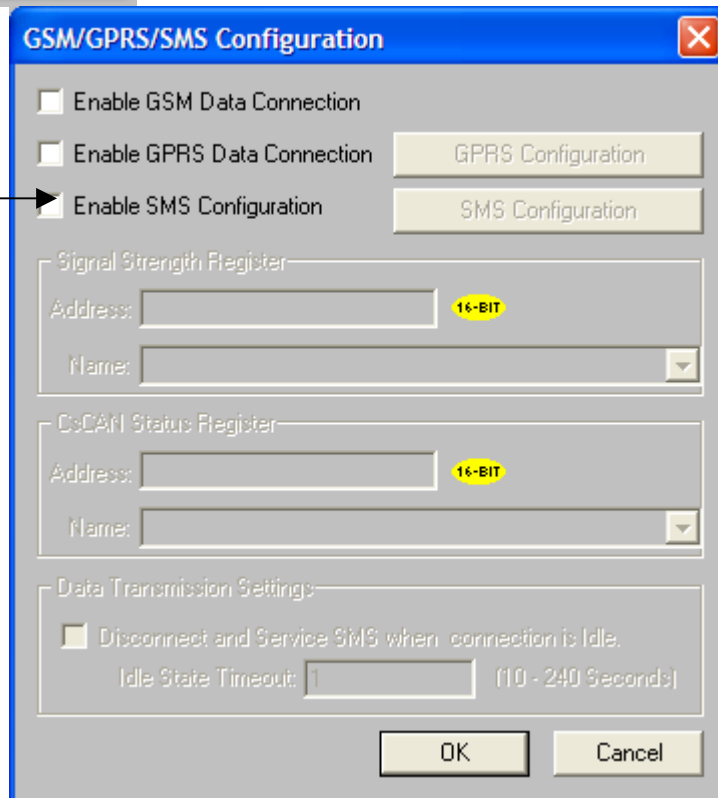 GSM/GPRS/SMS Configuration
Enable GSM Data Connection
Enable GPRS Data Connection GPRS Configuration
Enable SMS Configuration SMS Configuration
Signal Strength Register
Address: 16-BIT
Name:
CsCAN Status Register
Address: 16-BIT
Name:
Data Transmission Settings
Disconnect and Service SMS when connection is Idle.
Idle State Timeout: 1 (10 - 240 Seconds)
OK Cancel